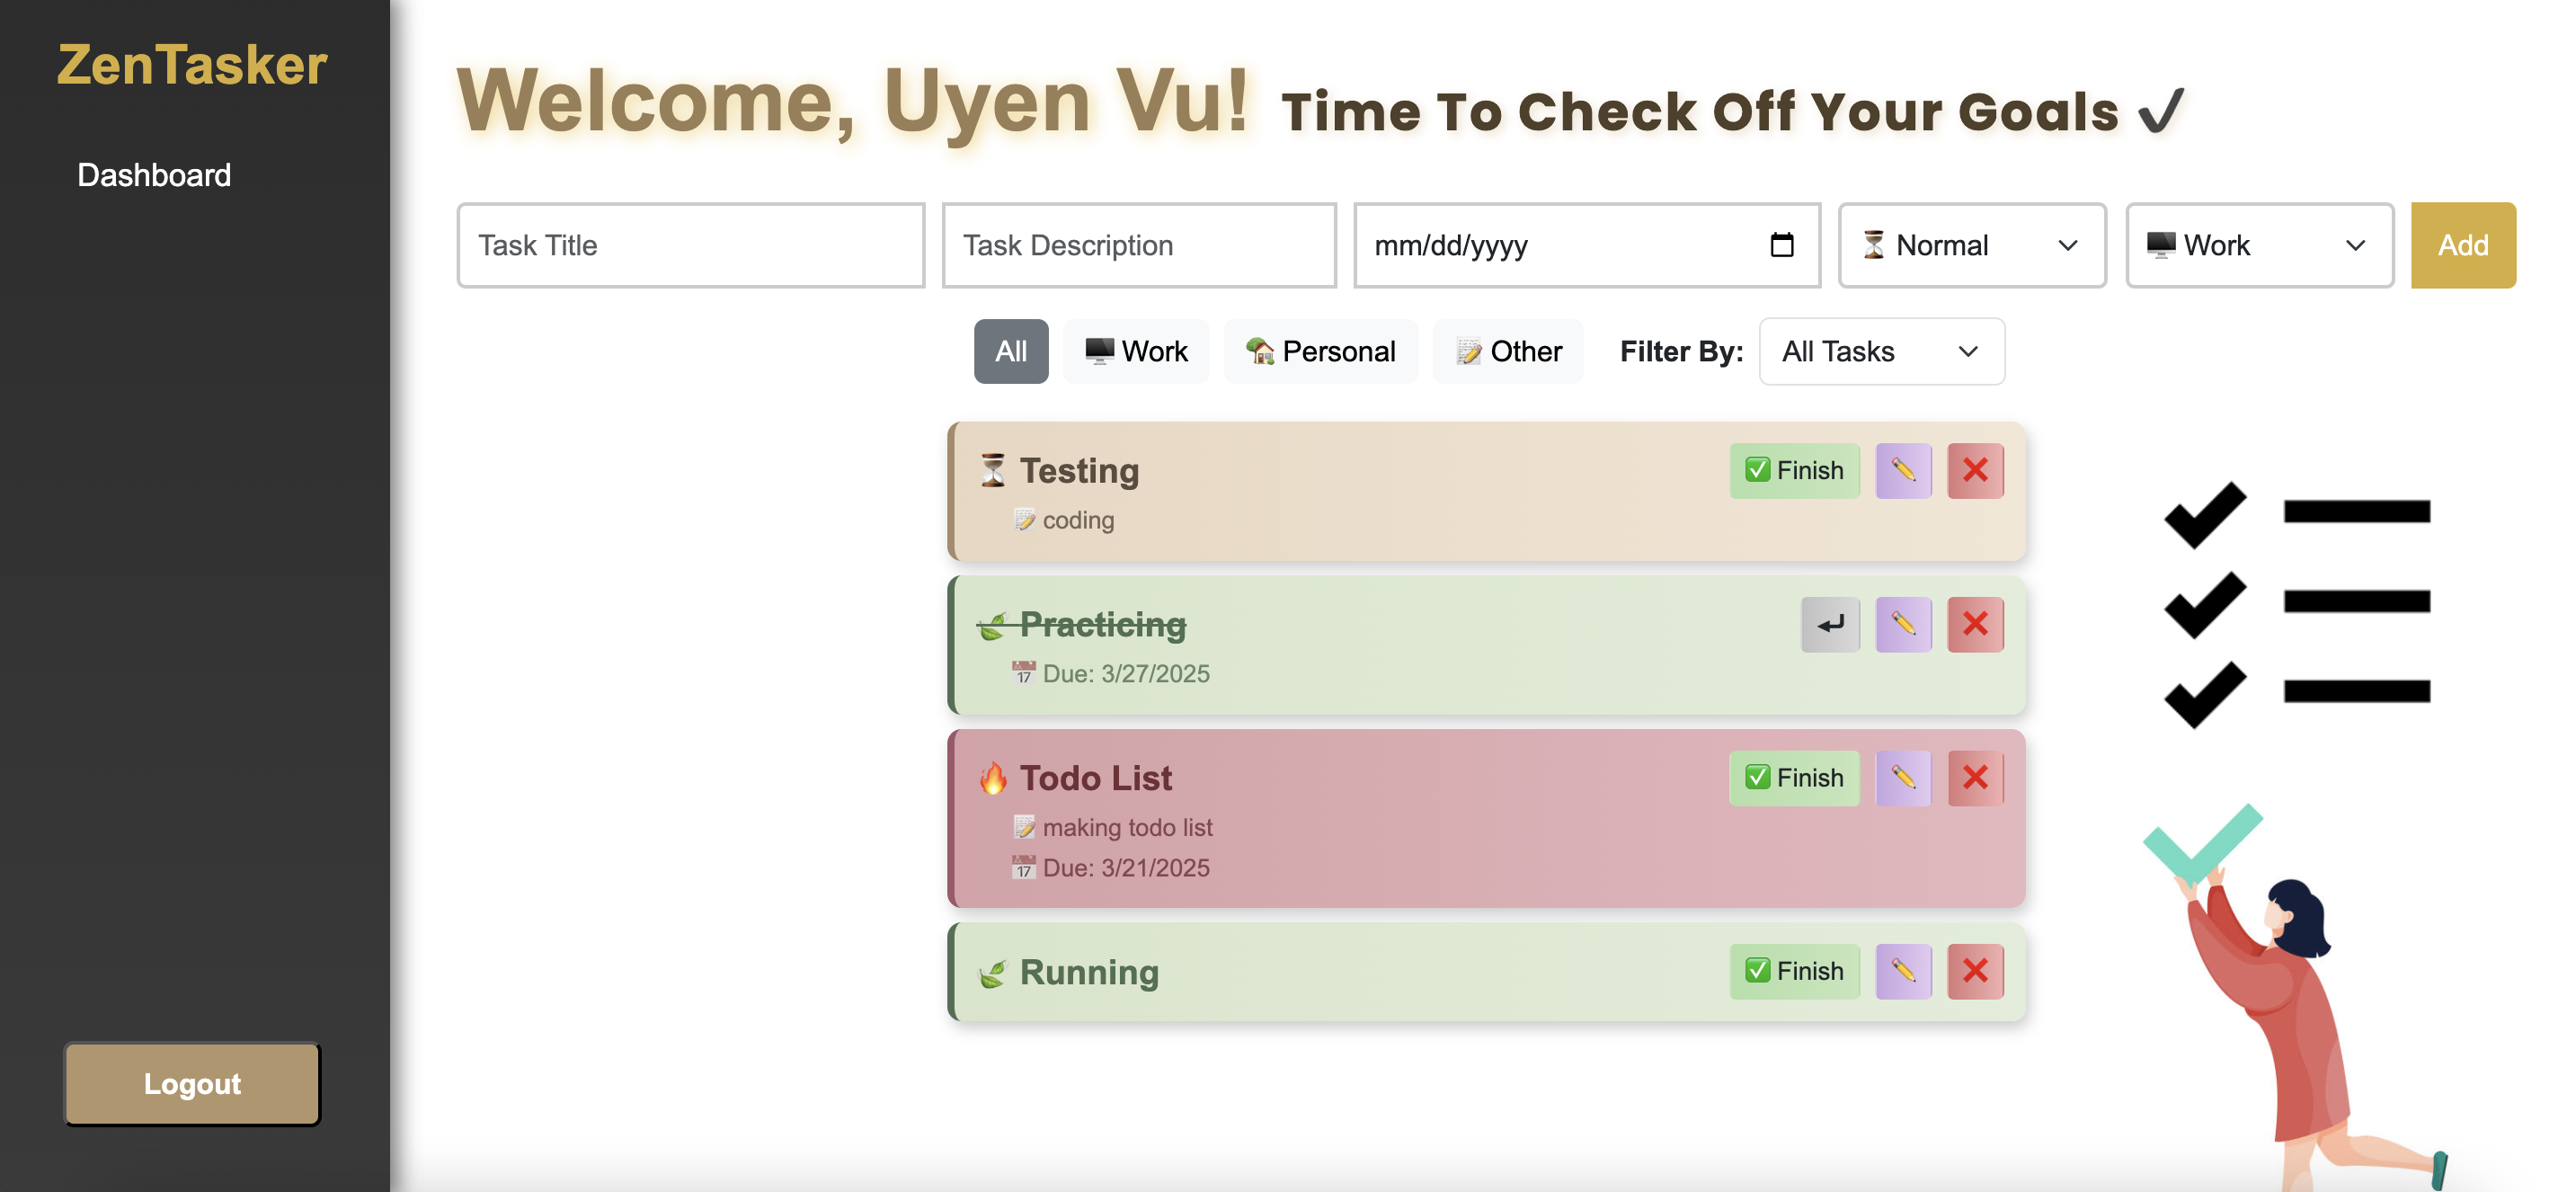 ZenTasker
Dashboard
Logout
Welcome, Uyen Vu! Time To Check Off Your Goals ✔
Task Title
Task Description
mm/dd/yyyy
⏳ Normal
🖥️ Work
Add
All
🖥️ Work
🏡 Personal
📝 Other
Filter By:
All Tasks
⏳ Testing
✅ Finish ✏️ ❌
📝 coding
🍃 Practicing
↩ ✏️ ❌
📅 Due: 3/27/2025
🔥 Todo List
✅ Finish ✏️ ❌
📝 making todo list
📅 Due: 3/21/2025
🍃 Running
✅ Finish ✏️ ❌